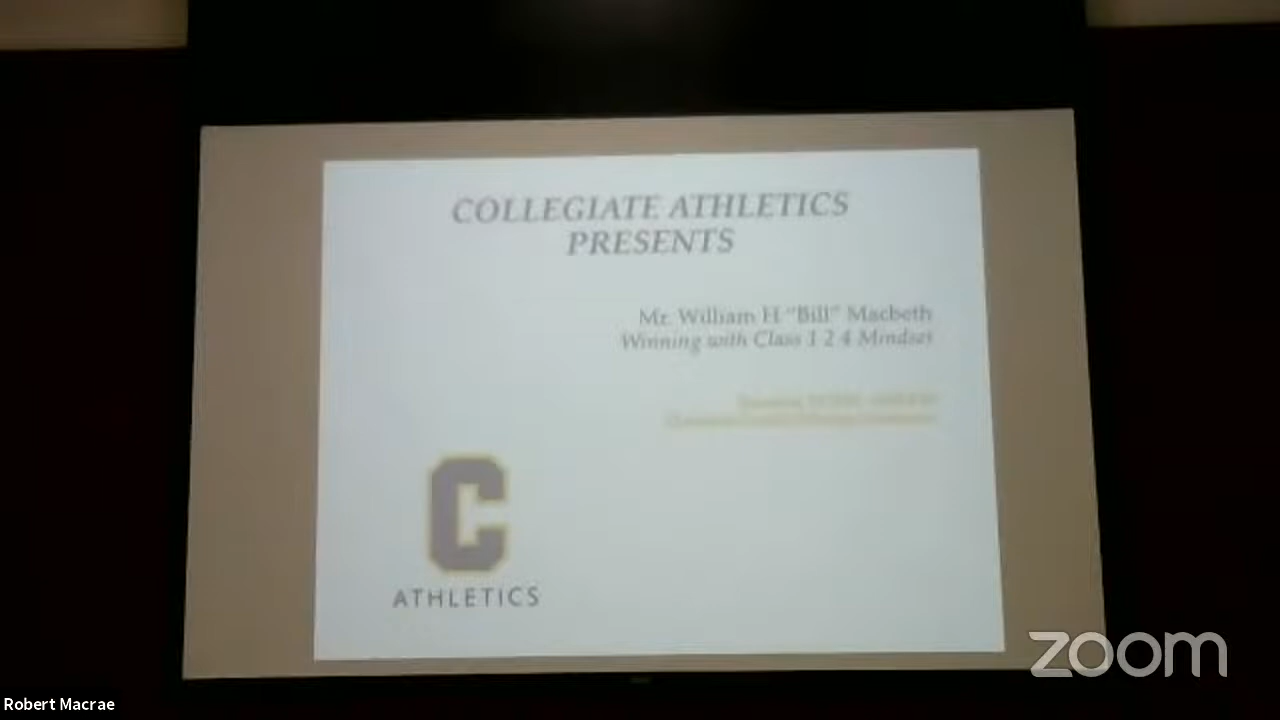 COLLEGIATE ATHLETICS
PRESENTS
Mr. William H "Bill" Macbeth
Winning with Class 1 2 4 Mindset
C
ATHLETICS
zoom
Robert Macrae